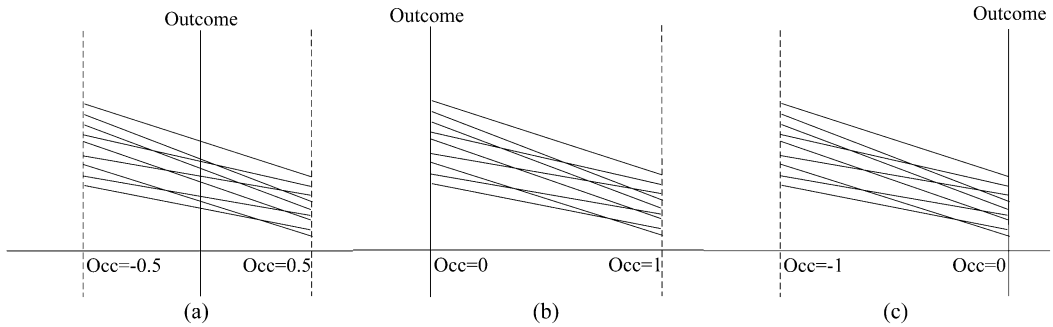 Outcome
Occ=-0.5
Occ=0.5
(a)
Outcome
Occ=0
Occ=1
(b)
Outcome
Occ=-1
Occ=0
(c)